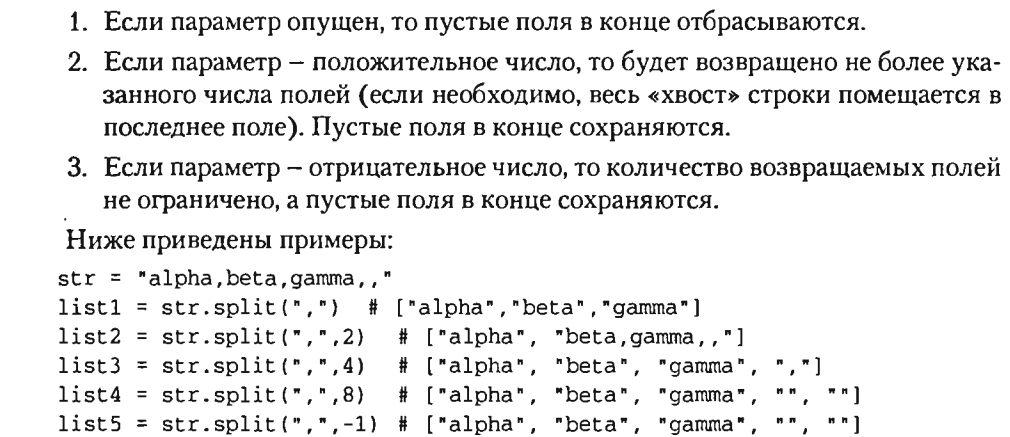 1. Если параметр опущен, то пустые поля в конце отбрасываются.
2. Если параметр – положительное число, то будет возвращено не более ука-
занного числа полей (если необходимо, весь «хвост» строки помещается в
последнее поле). Пустые поля в конце сохраняются.
3. Если параметр – отрицательное число, то количество возвращаемых полей
не ограничено, а пустые поля в конце сохраняются.
Ниже приведены примеры:
str = "alpha,beta,gamma,,"
list1 = str.split(",") # ["alpha","beta","gamma"]
list2 = str.split(",",2) # ["alpha", "beta,gamma,,"]
list3 = str.split(",",4) # ["alpha", "beta", "gamma", ","]
list4 = str.split(",",8) # ["alpha", "beta", "gamma", "", ""]
list5 = str.split(",",-1) # ["alpha", "beta", "gamma", "", ""]